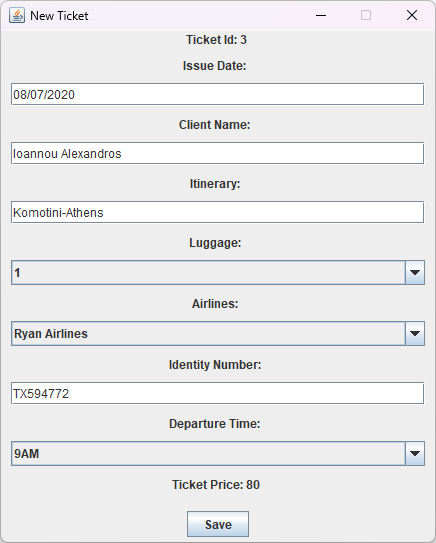 New Ticket
Ticket Id: 3
Issue Date:
08/07/2020
Client Name:
Ioannou Alexandros
Itinerary:
Komotini-Athens
Luggage:
1
Airlines:
Ryan Airlines
Identity Number:
TX594772
Departure Time:
9AM
Ticket Price: 80
Save